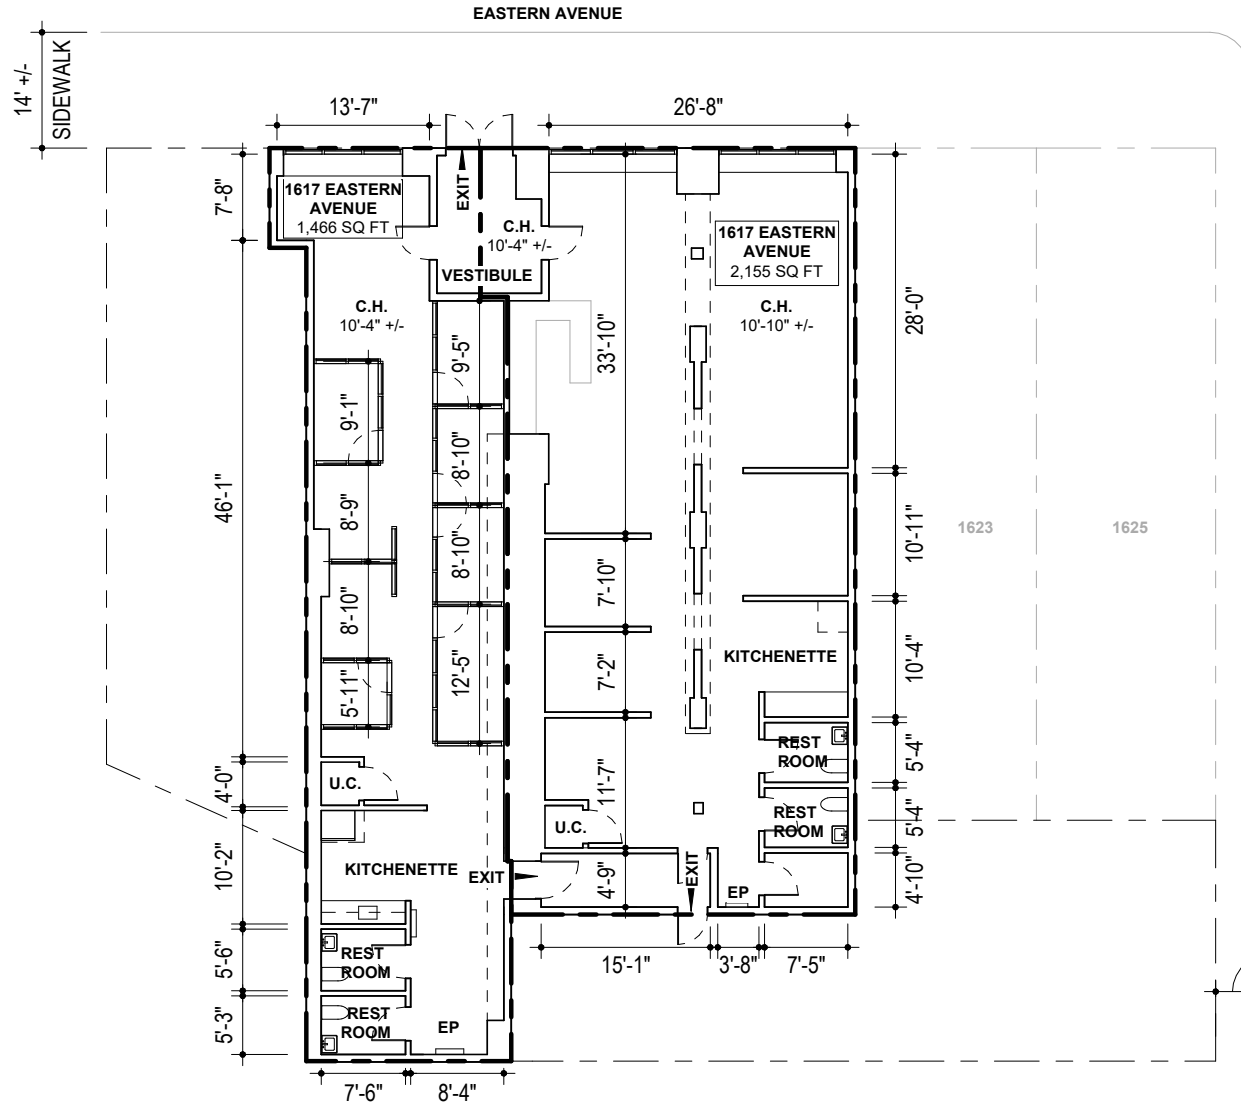 EASTERN AVENUE
14' +/-
SIDEWALK
13'-7"
26'-8"
7'-8"
1617 EASTERN
AVENUE
1,466 SQ FT
EXIT
C.H.
10'-4" +/-
VESTIBULE
1617 EASTERN
AVENUE
2,155 SQ FT
C.H.
10'-10" +/-
28'-0"
C.H.
10'-4" +/-
33'-10"
9'-5"
9'-1"
8'-10"
8'-9"
46'-1"
8'-10"
10'-11"
1623
1625
7'-10"
8'-10"
KITCHENETTE
10'-4"
7'-2"
12'-5"
5'-11"
REST
ROOM
5'-4"
U.C.
4'-0"
11'-7"
REST
ROOM
5'-4"
U.C.
KITCHENETTE
10'-2"
EXIT
4'-9"
EXIT
EP
4'-10"
15'-1"
3'-8"
7'-5"
REST
ROOM
5'-6"
REST
ROOM
5'-3"
EP
7'-6"
8'-4"